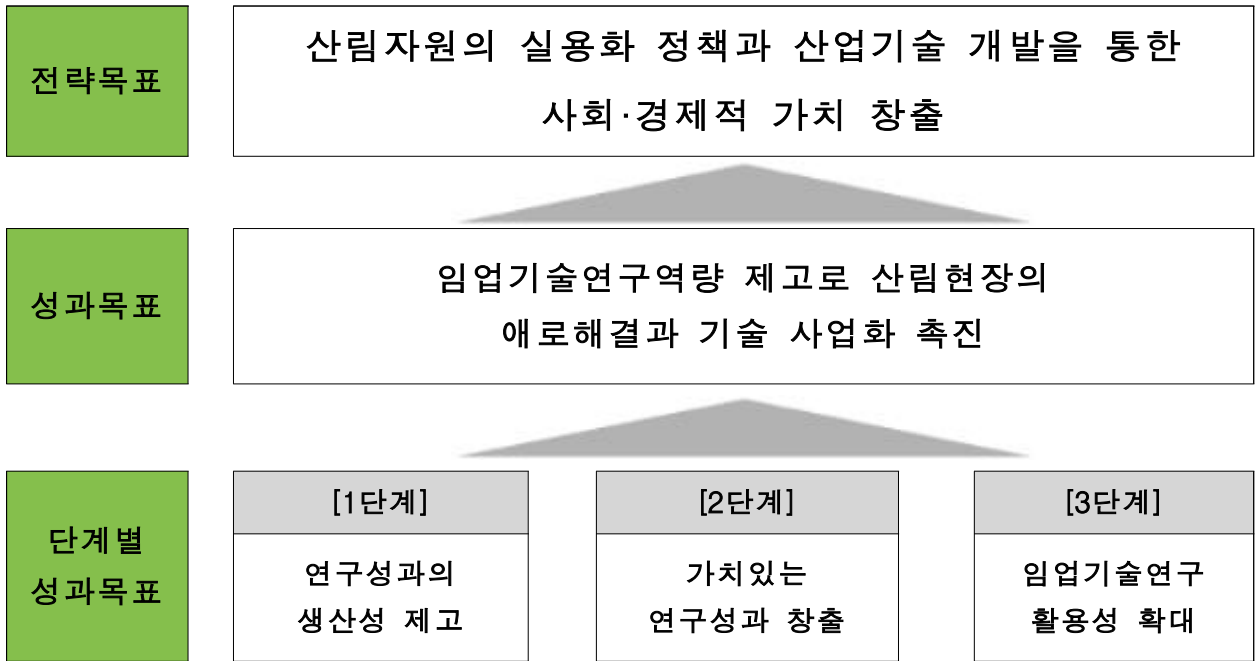 전략목표
산림자원의 실용화 정책과 산업기술 개발을 통한
사회·경제적 가치 창출
성과목표
임업기술연구역량 제고로 산림현장의
애로해결과 기술 사업화 촉진
단계별
성과목표
[1단계]
연구성과의
생산성 제고
[2단계]
가치있는
연구성과 창출
[3단계]
임업기술연구
활용성 확대